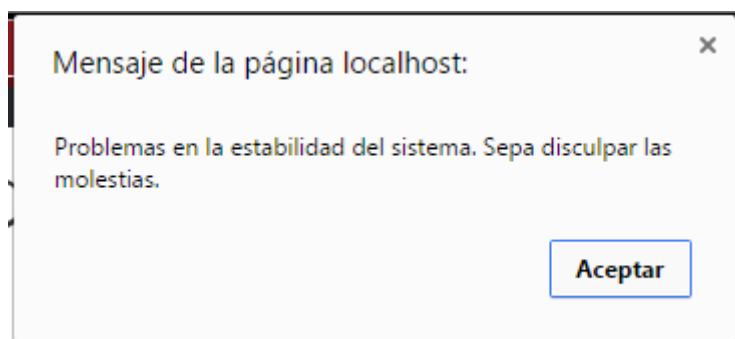 Mensaje de la página localhost:
Problemas en la estabilidad del sistema. Sepa disculpar las
molestias.
Aceptar